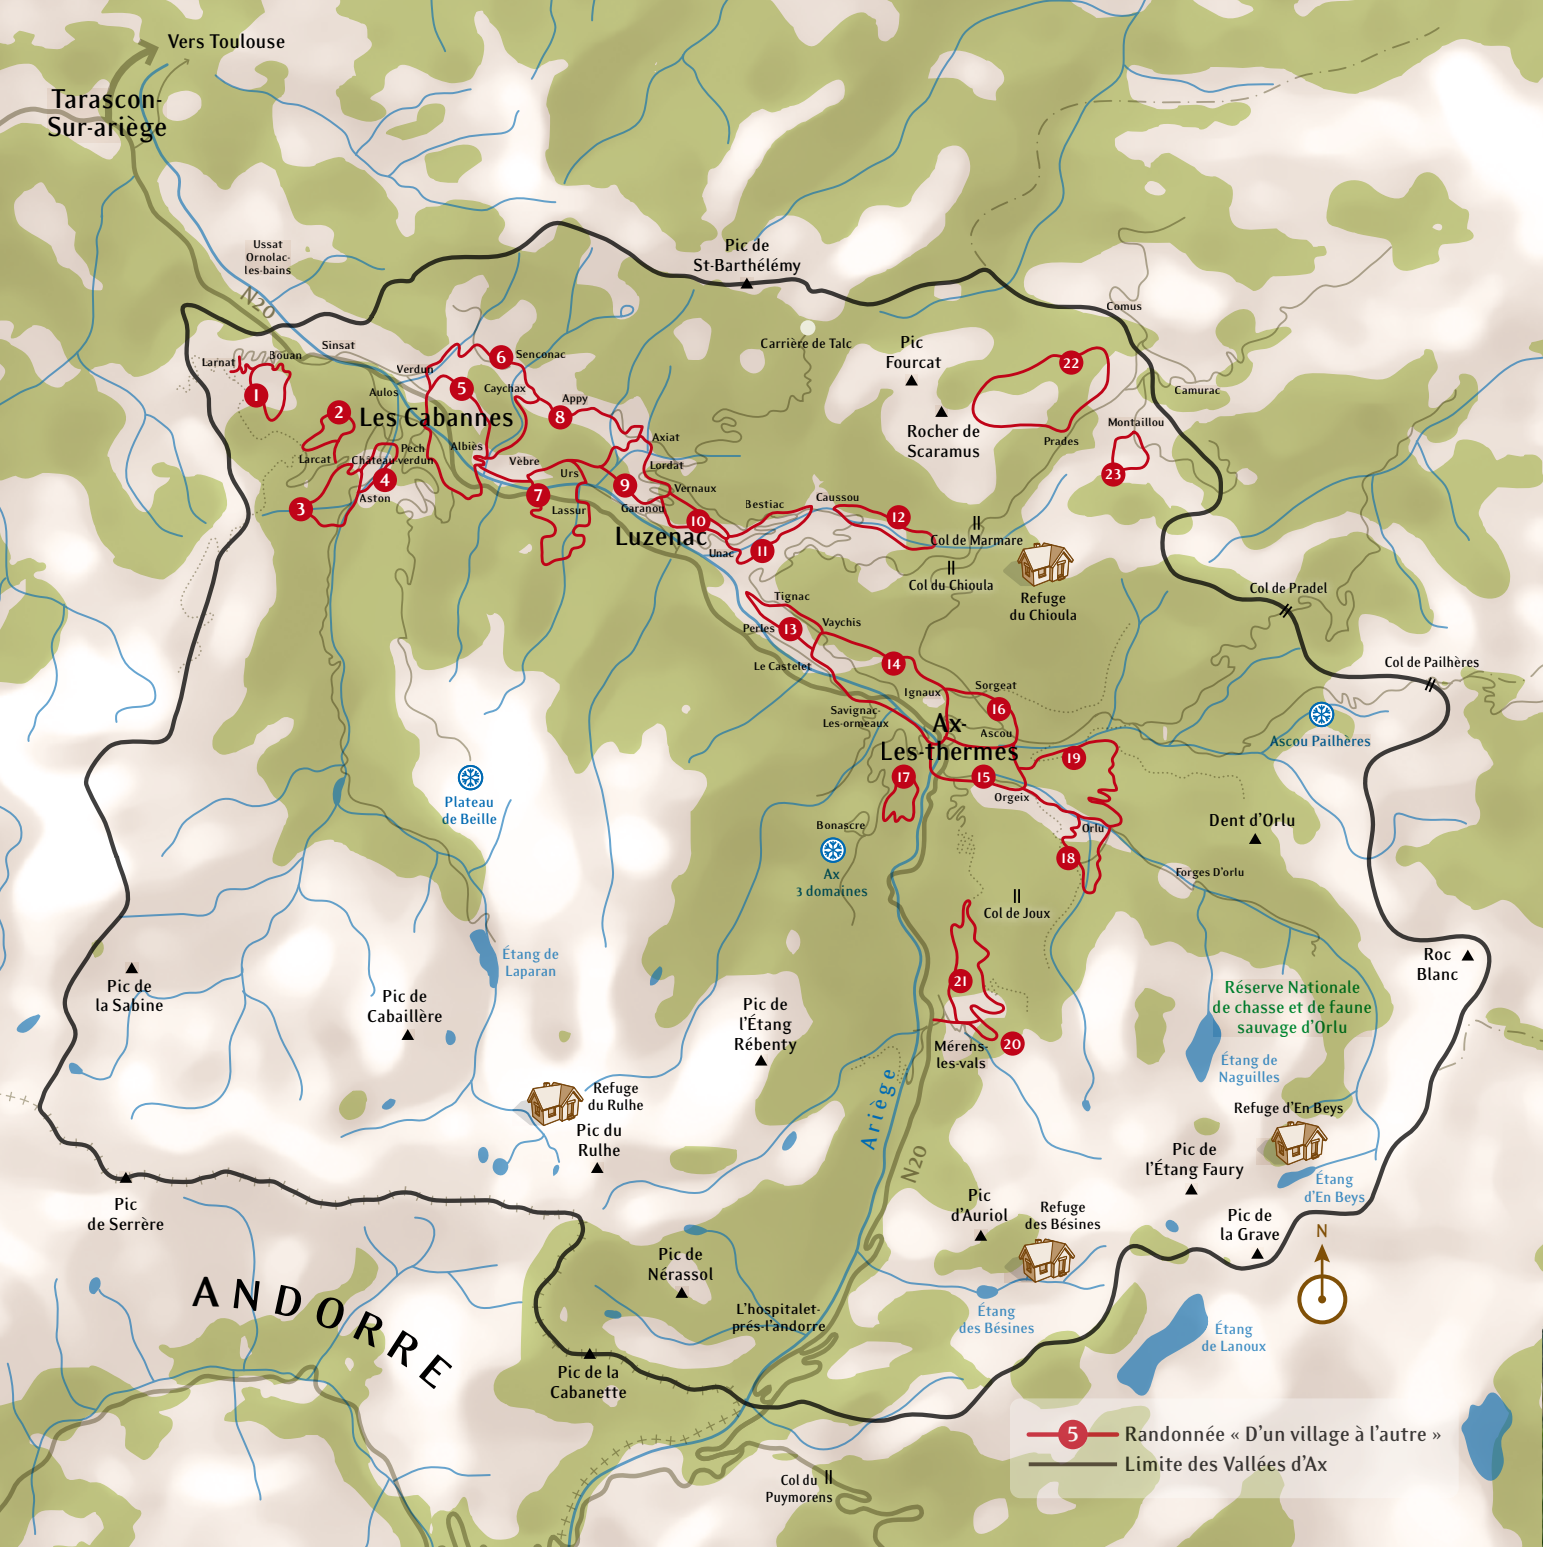 Vers Toulouse
Tarascon-
Sur-ariège
Ussat
Ornolac-
les-bains
N20
Pic de
St-Barthélémy
Carrière de Talc
Pic
Fourcat
Rocher de
Scaramus
Comus
Camurac
Montaillou
Prades
22
23
Larnat
Bouan
Sinsat
Verdun
Senconac
Aulos
Caychax
Appy
Les Cabannes
Axiat
Albiès
Pech
Larcat
Château-verdun
Vèbre
Urs
Lordat
Aston
Lassur
Vernaux
Garanou
Bestiac
Caussou
Luzenac
Unac
1
2
3
4
5
6
7
8
9
10
11
12
Col de Marmare
Col du Chioula
Refuge
du Chioula
Col de Pradel
Col de Pailhères
Tignac
Perles
13
Vaychis
Le Castelet
14
Ignaux
Sorgeat
16
Savignac-
Les-ormeaux
Ax-
Les-thermes
Ascou
Ascou Pailhères
19
17
15
Orgeix
Plateau
de Beille
Bonascre
Ax
3 domaines
Orlu
18
Dent d'Orlu
Forges D'orlu
Col de Joux
Étang de
Laparan
Roc
Blanc
Pic de
la Sabine
Pic de
Cabaillère
Pic de
l'Étang
Rébenty
21
20
Mérens-
les-vals
Réserve Nationale
de chasse et de faune
sauvage d'Orlu
Étang de
Naguilles
Refuge
du Rulhe
Pic du
Rulhe
Ariège
N20
Refuge d'En Beys
Pic de
l'Étang Faury
Étang
d'En Beys
Pic
de Serrère
Pic
d'Auriol
Refuge
des Bésines
Pic de
la Grave
N
Pic de
Nérassol
L'hospitalet-
prés-l'andorre
Étang
des Bésines
Étang
de Lanoux
ANDORRE
Pic de la
Cabanette
Col du
Puymorens
5 Randonnée « D'un village à l'autre »
Limite des Vallées d'Ax